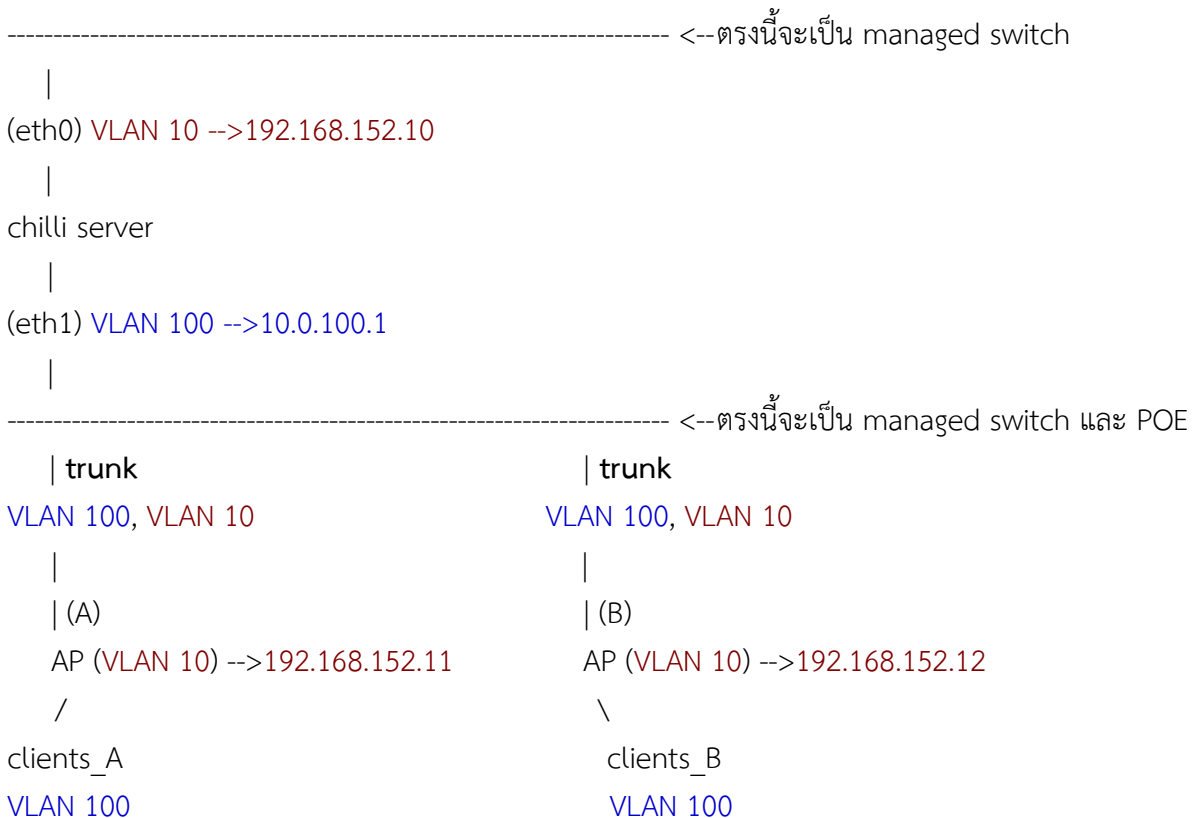 ------------------------------------------------------------------------- <--ตรงนี้จะเป็น managed switch
|
(eth0) VLAN 10 -->192.168.152.10
|
chilli server
|
(eth1) VLAN 100 -->10.0.100.1
|
------------------------------------------------------------------------- <--ตรงนี้จะเป็น managed switch และ POE
| trunk | trunk
VLAN 100, VLAN 10 VLAN 100, VLAN 10
| |
| (A) | (B)
AP (VLAN 10) -->192.168.152.11 AP (VLAN 10) -->192.168.152.12
/ \
clients_A clients_B
VLAN 100 VLAN 100